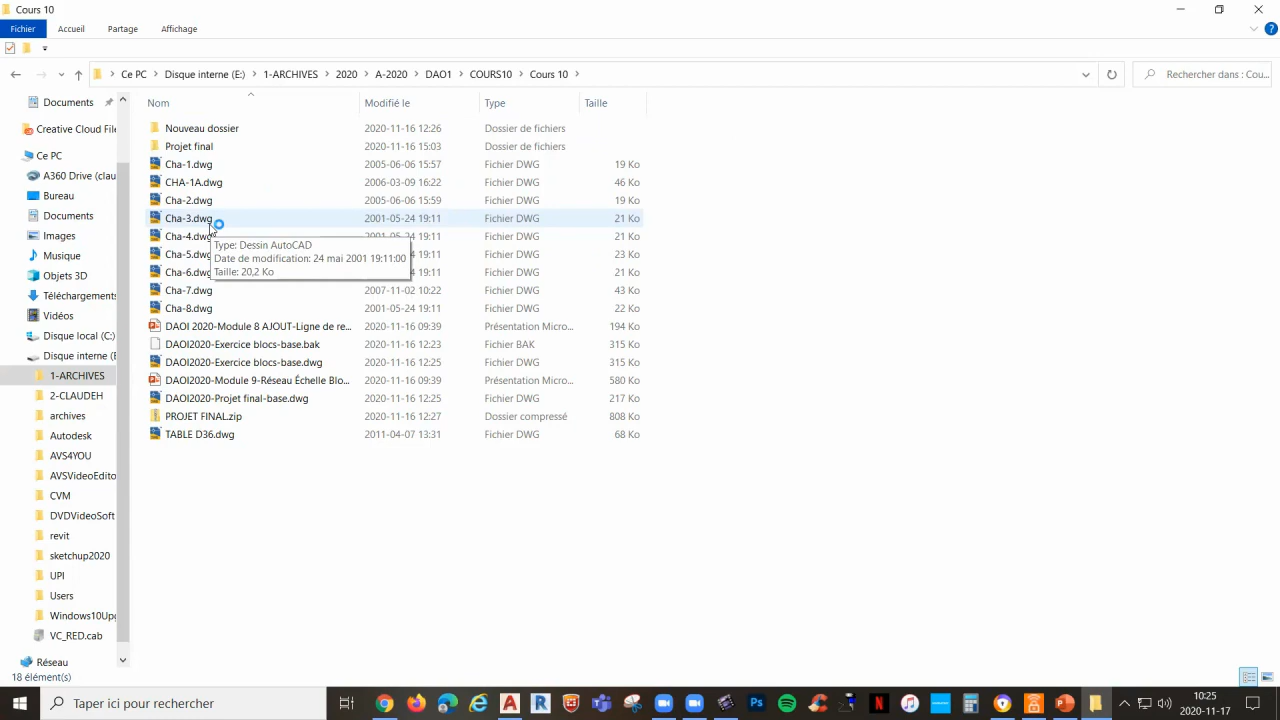 Cours 10
Fichier Accueil Partage Affichage
Ce PC Disque interne (E:) 1-ARCHIVES 2020 A-2020 DAO1 COURS10 Cours 10
Rechercher dans : Cou...
Nom Modifié le Type Taille
Documents
Creative Cloud File
Ce PC
A360 Drive (clau
Bureau
Documents
Images
Musique
Objets 3D
Téléchargements
Vidéos
Disque local (C:)
Disque interne (E
1-ARCHIVES
2-CLAUDEH
archives
Autodesk
AVS4YOU
AVSVideoEdito
CVM
DVDVideoSoft
revit
sketchup2020
UPI
Users
Windows10Upg
VC_RED.cab
Réseau
Nouveau dossier 2020-11-16 12:26 Dossier de fichiers
Projet final 2020-11-16 15:03 Dossier de fichiers
Cha-1.dwg 2005-06-06 15:57 Fichier DWG 19 Ko
CHA-1A.dwg 2006-03-09 16:22 Fichier DWG 46 Ko
Cha-2.dwg 2005-06-06 15:59 Fichier DWG 19 Ko
Cha-3.dwg 2001-05-24 19:11 Fichier DWG 21 Ko
Cha-4.dwg 2001-05-24 19:11 Fichier DWG 21 Ko
Type: Dessin AutoCAD
Date de modification: 24 mai 2001 19:11:00
Taille: 20,2 Ko
Cha-5.dwg Fichier DWG 23 Ko
Cha-6.dwg Fichier DWG 21 Ko
Cha-7.dwg 2007-11-02 10:22 Fichier DWG 43 Ko
Cha-8.dwg 2001-05-24 19:11 Fichier DWG 22 Ko
DAOI 2020-Module 8 AJOUT-Ligne de re... 2020-11-16 09:39 Présentation Micro... 194 Ko
DAOI2020-Exercice blocs-base.bak 2020-11-16 12:23 Fichier BAK 315 Ko
DAOI2020-Exercice blocs-base.dwg 2020-11-16 12:25 Fichier DWG 315 Ko
DAOI2020-Module 9-Réseau Échelle Blo... 2020-11-16 09:39 Présentation Micro... 580 Ko
DAOI2020-Projet final-base.dwg 2020-11-16 12:25 Fichier DWG 217 Ko
PROJET FINAL.zip 2020-11-16 12:27 Dossier compressé 808 Ko
TABLE D36.dwg 2011-04-07 13:31 Fichier DWG 68 Ko
18 élément(s)
Taper ici pour rechercher
10:25
2020-11-17